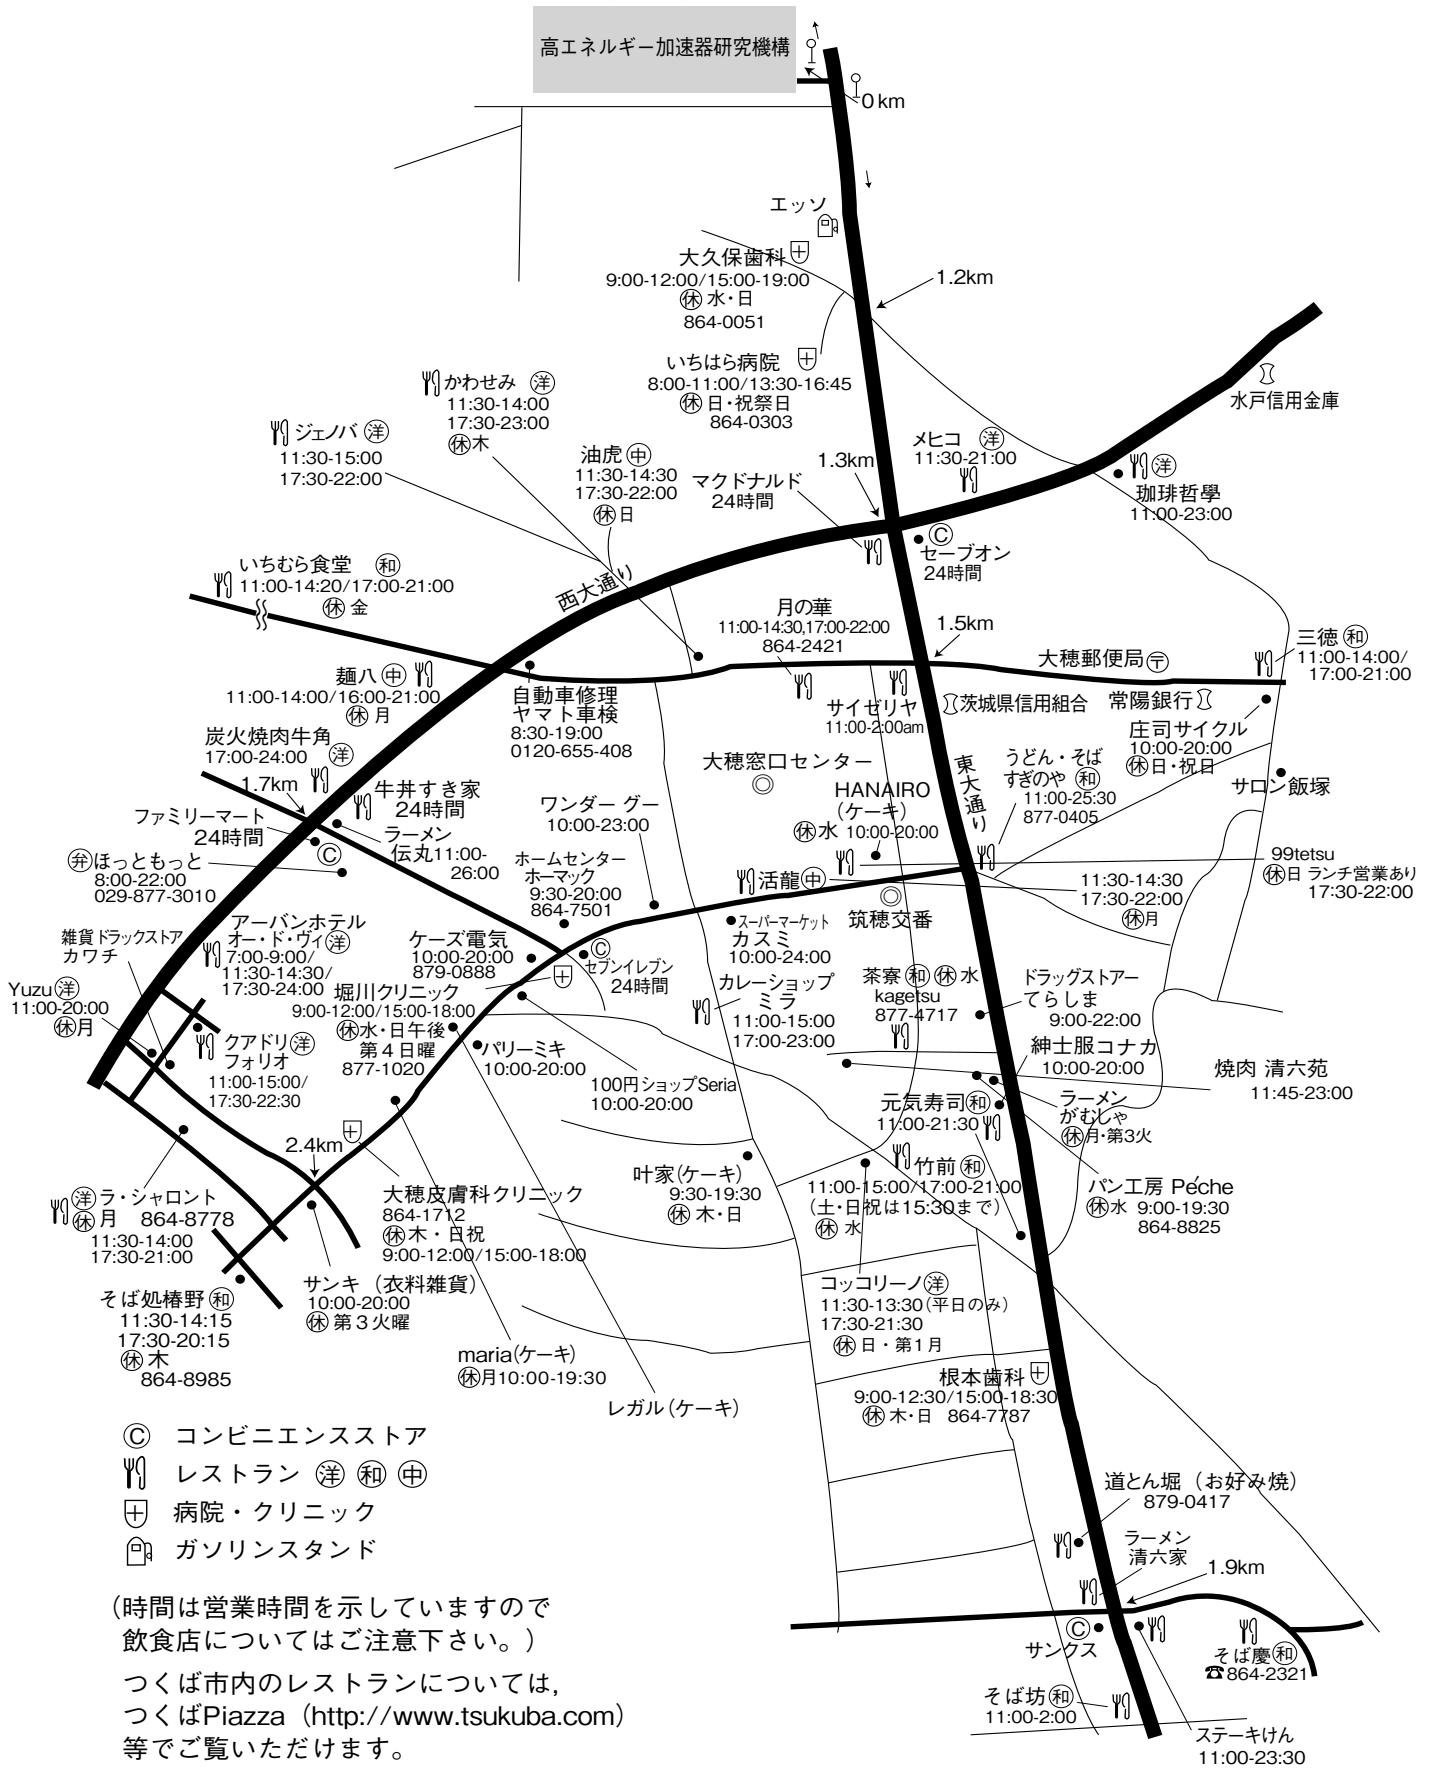 高エネルギー加速器研究機構
0 km
エッソ
大久保歯科
9:00-12:00/15:00-19:00
休 水・日
864-0051
1.2km
いちはら病院
8:00-11:00/13:30-16:45
休 日・祝祭日
864-0303
水戸信用金庫
かわせみ 洋
11:30-14:00
17:30-23:00
休木
ジェノバ 洋
11:30-15:00
17:30-22:00
油虎 中
11:30-14:30
17:30-22:00
休日
マクドナルド
24時間
1.3km
メヒコ 洋
11:30-21:00
洋
珈琲哲學
11:00-23:00
C
セーブオン
24時間
いちむら食堂 和
11:00-14:20/17:00-21:00
休 金
西大通り
月の華
11:00-14:30,17:00-22:00
864-2421
1.5km
大穂郵便局〒
三徳 和
11:00-14:00/
17:00-21:00
麺八 中
11:00-14:00/16:00-21:00
休 月
自動車修理
ヤマト車検
8:30-19:00
0120-655-408
サイゼリヤ
11:00-2:00am
茨城県信用組合
常陽銀行
庄司サイクル
10:00-20:00
休日・祝日
サロン飯塚
炭火焼肉牛角
17:00-24:00 洋
1.7km
牛丼すき家
24時間
ファミリーマート
24時間
C
ラーメン
伝丸11:00-
26:00
弁ほっともっと
8:00-22:00
029-877-3010
ワンダー グー
10:00-23:00
ホームセンター
ホーマック
9:30-20:00
864-7501
大穂窓口センター
◎
HANAIRO
(ケーキ)
休水 10:00-20:00
東大通り
うどん・そば
すぎのや 和
11:00-25:30
877-0405
99tetsu
休日 ランチ営業あり
17:30-22:00
活龍中
11:30-14:30
17:30-22:00
休月
◎
筑穂交番
スーパーマーケット
カスミ
10:00-24:00
アーバンホテル
オー・ド・ヴィ洋
7:00-9:00/
11:30-14:30/
17:30-24:00
雑貨 ドラックストア
カワチ
Yuzu洋
11:00-20:00
休月
クアドリ洋
フォリオ
11:00-15:00/
17:30-22:30
ケーズ電気
10:00-20:00
879-0888
C
セブンイレブン
24時間
堀川クリニック
9:00-12:00/15:00-18:00
休水・日午後
第４日曜
877-1020
パリーミキ
10:00-20:00
100円ショップSeria
10:00-20:00
カレーショップ
ミラ
11:00-15:00
17:00-23:00
茶寮 和 休 水
kagetsu
877-4717
ドラッグストアー
てらしま
9:00-22:00
紳士服コナカ
10:00-20:00
焼肉 清六苑
11:45-23:00
元気寿司和
11:00-21:30
ラーメン
がむしゃ
休月・第3火
パン工房 Péche
休水 9:00-19:30
864-8825
2.4km
大穂皮膚科クリニック
864-1712
休木・日祝
9:00-12:00/15:00-18:00
叶家(ケーキ)
9:30-19:30
休 木・日
竹前 和
11:00-15:00/17:00-21:00
(土・日祝は15:30まで)
休 水
洋ラ・シャロント
休月 864-8778
11:30-14:00
17:30-21:00
そば処椿野 和
11:30-14:15
17:30-20:15
休 木
864-8985
サンキ（衣料雑貨）
10:00-20:00
休 第３火曜
コッコリーノ洋
11:30-13:30(平日のみ)
17:30-21:30
休 日・第1月
maria(ケーキ)
休月10:00-19:30
レガル(ケーキ)
根本歯科
9:00-12:30/15:00-18:30
休 木・日 864-7787
道とん堀（お好み焼）
879-0417
ラーメン
清六家
1.9km
C
サンクス
そば慶和
☎864-2321
そば坊和
11:00-2:00
ステーキけん
11:00-23:30
C コンビニエンスストア
レストラン 洋 和 中
病院・クリニック
ガソリンスタンド
(時間は営業時間を示していますので
飲食店についてはご注意下さい。)
つくば市内のレストランについては,
つくばPiazza（http://www.tsukuba.com）
等でご覧いただけます。